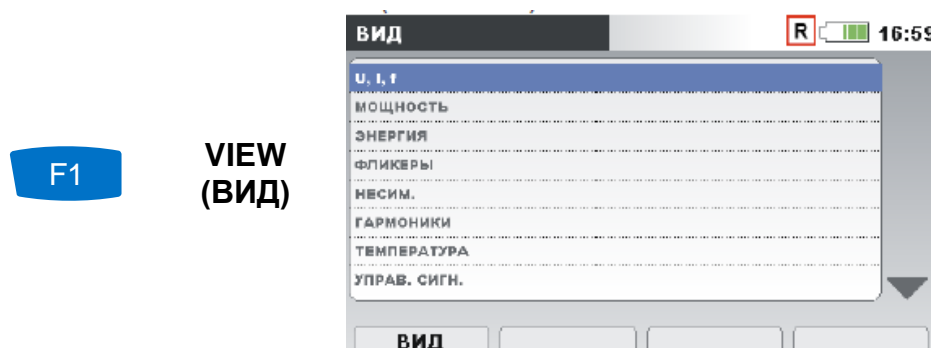 ВИД
R
16:59
F1
VIEW
(ВИД)
U, I, f
МОЩНОСТЬ
ЭНЕРГИЯ
ФЛИКЕРЫ
НЕСИМ.
ГАРМОНИКИ
ТЕМПЕРАТУРА
УПРАВ. СИГН.
ВИД